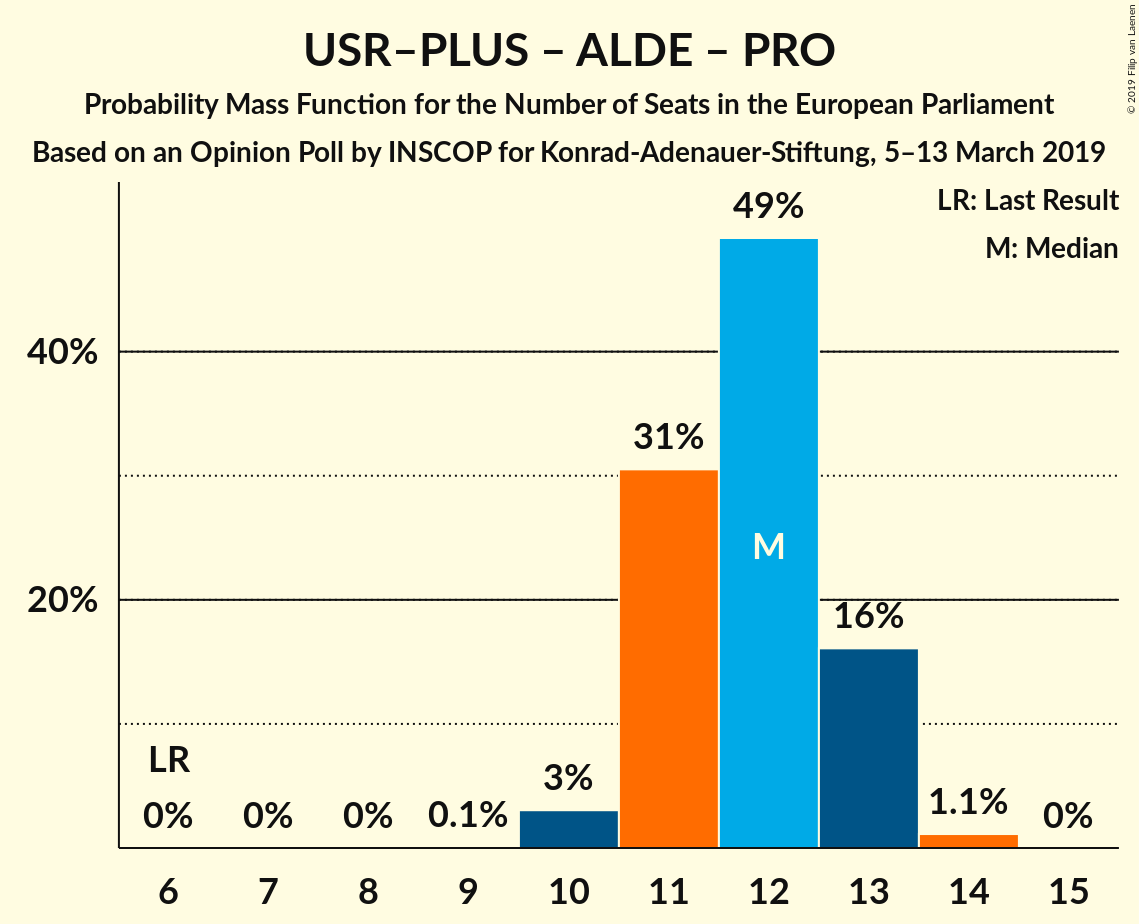 USR–PLUS – ALDE – PRO
Probability Mass Function for the Number of Seats in the European Parliament
Based on an Opinion Poll by INSCOP for Konrad-Adenauer-Stiftung, 5–13 March 2019
© 2019 Filip van Laenen
LR: Last Result
M: Median
49%
40%
31%
M
20%
16%
LR
3%
1.1%
0%
0%
0%
0.1%
0%
6
7
8
9
10
11
12
13
14
15